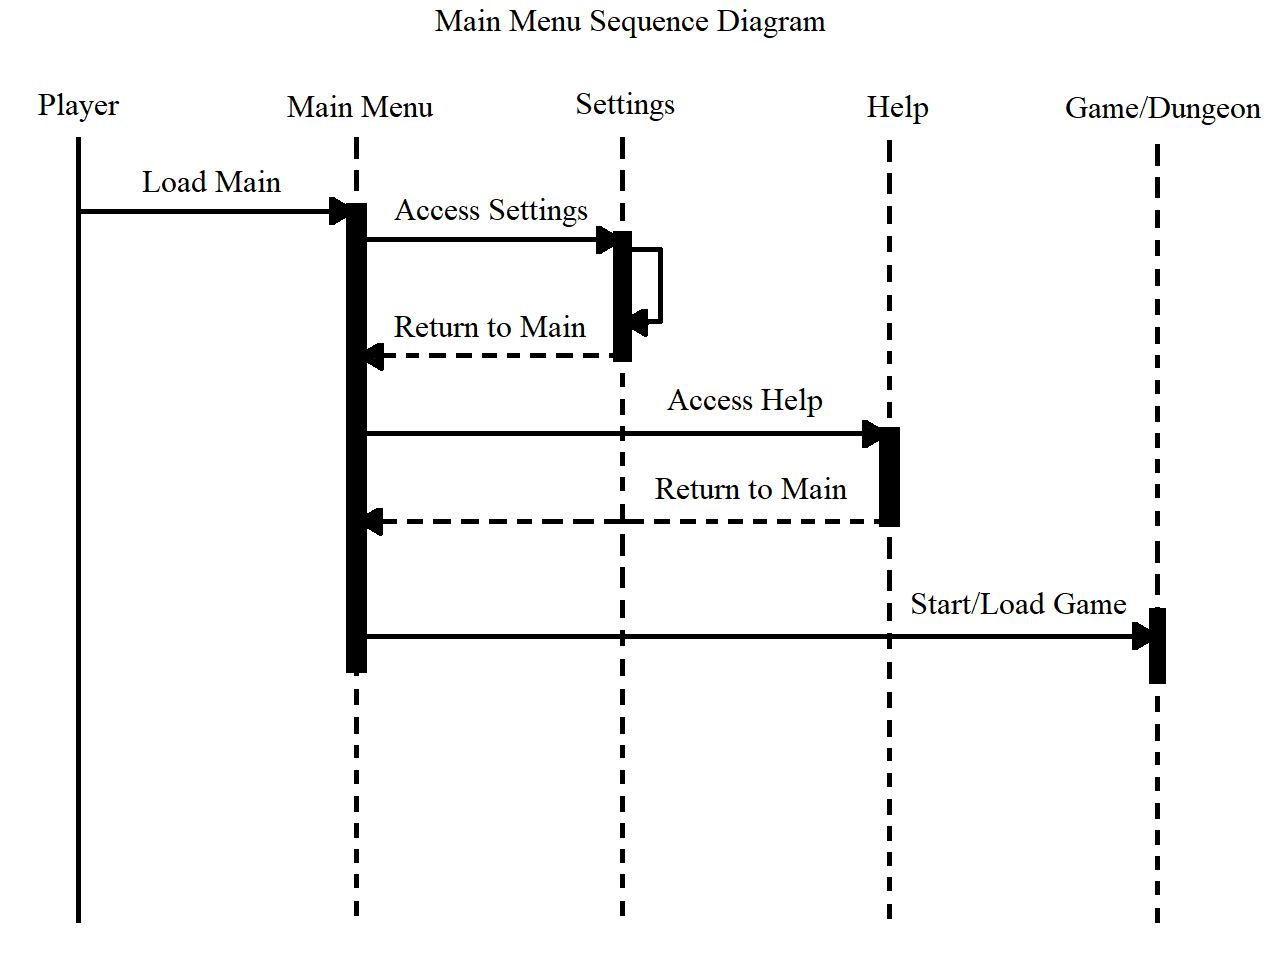 Main Menu Sequence Diagram
Player
Main Menu
Settings
Help
Game/Dungeon
Load Main
Access Settings
Return to Main
Access Help
Return to Main
Start/Load Game